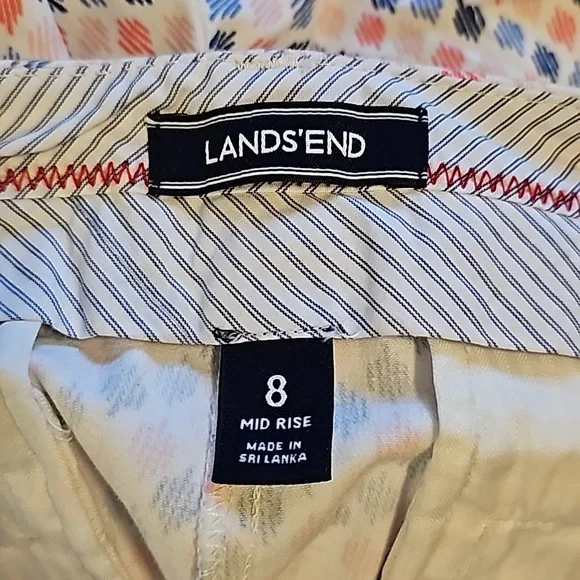 LANDS'END
8
MID RISE
MADE IN
SRI LANKA